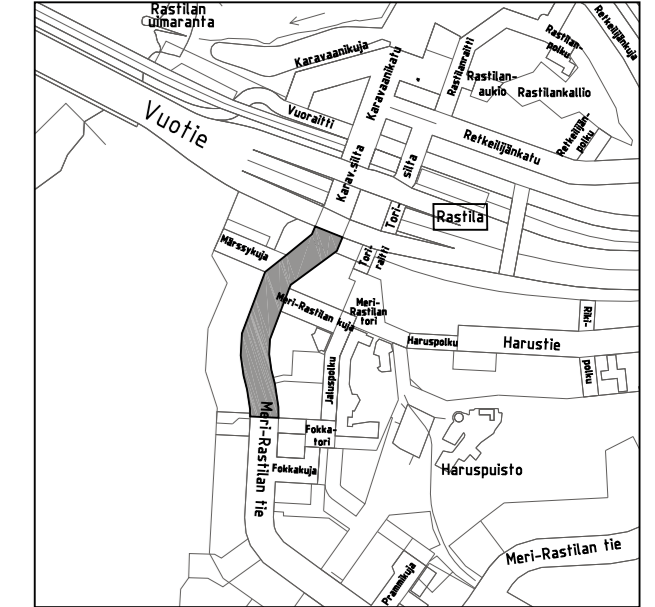 Rastilan
uimaranta
Karavaanikuja
Karavaanikatu
Rastilanraitti
Rastilan-
polku
Retkeilijänkuja
Rastilan-
aukio
Rastilankallio
Vuoraitti
Vuotie
Retkeilijänkatu
Retkeilijän-
polku
Karav.silta
silta
Tori-
Rastila
Märssykuja
Tori-
raitti
Meri-Rastilan kuja
Meri-
Rastilan
tori
Riki-
polku
Haruspolku
Harustie
Jaluspolku
Meri-Rastilan tie
Fokka-
tori
Fokkakuja
Haruspuisto
Meri-Rastilan tie
Prammikuja